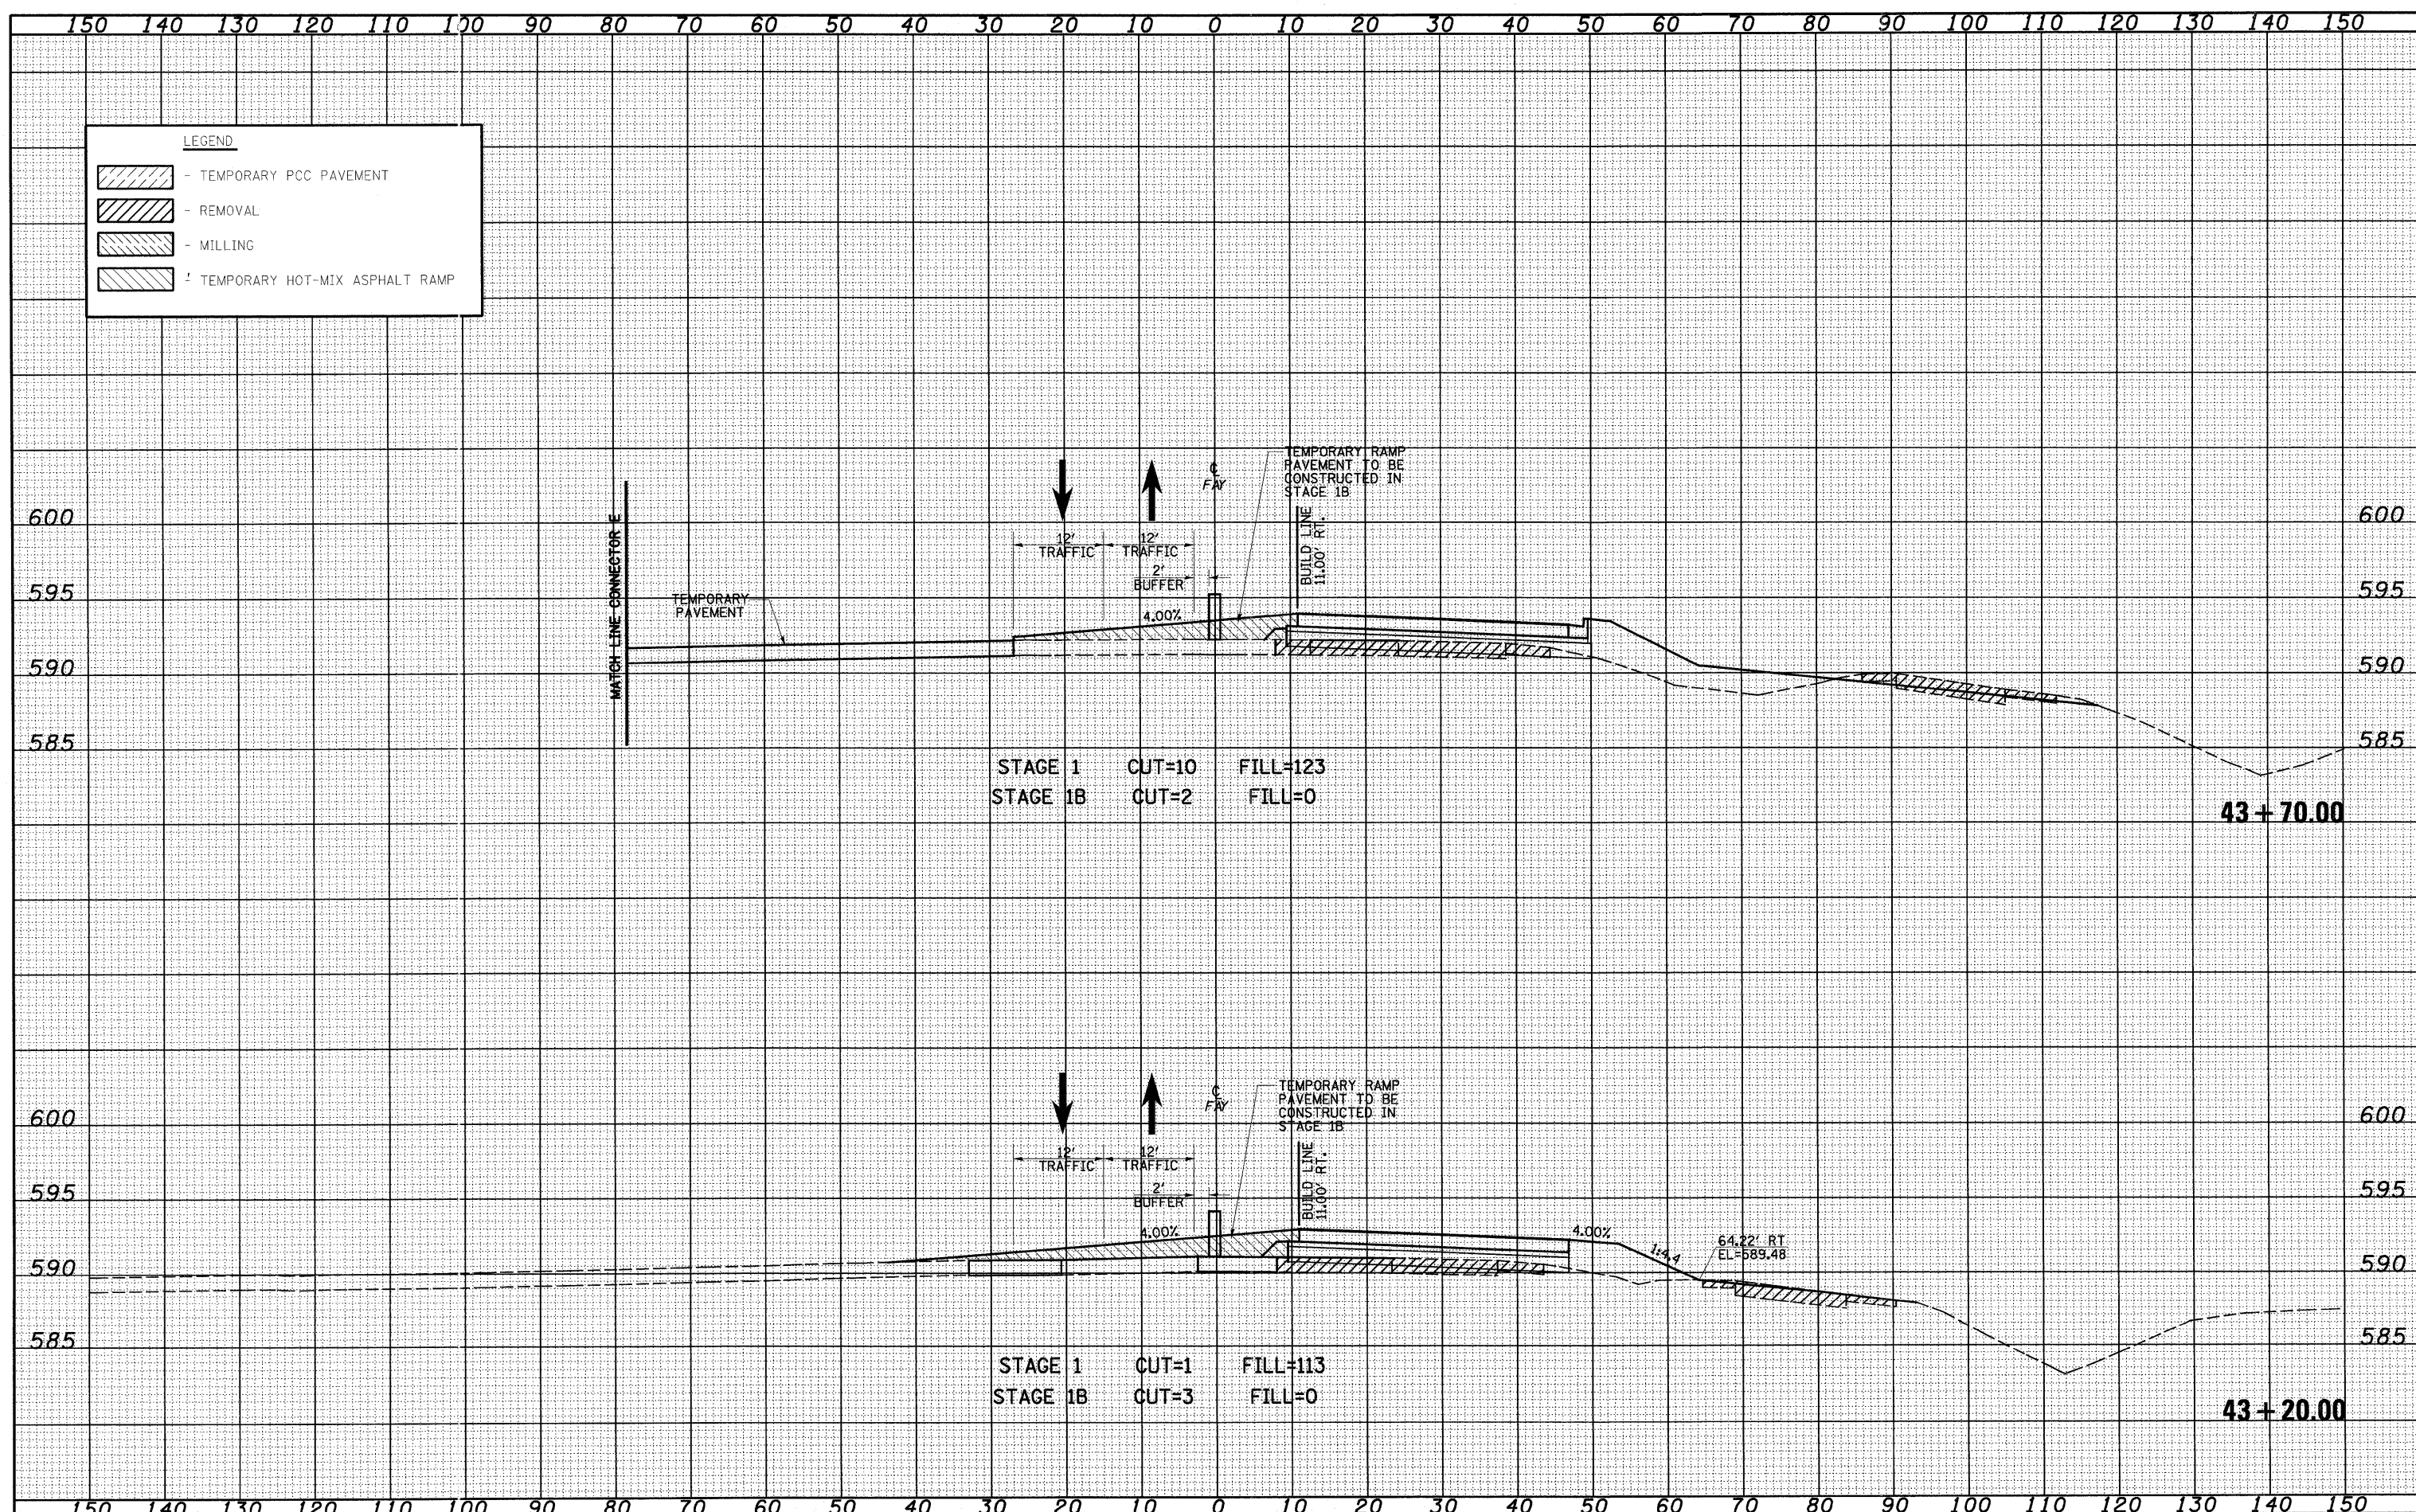 150 140 130 120 110 100 90 80 70 60 50 40 30 20 10 0 10 20 30 40 50 60 70 80 90 100 110 120 130 140 150
LEGEND
- TEMPORARY PCC PAVEMENT
- REMOVAL
- MILLING
- TEMPORARY HOT-MIX ASPHALT RAMP
℄
FAY
TEMPORARY RAMP
PAVEMENT TO BE
CONSTRUCTED IN
STAGE 1B
600
600
MATCH LINE CONNECTOR E
12'
TRAFFIC
12'
TRAFFIC
BUILD LINE
11.00' RT.
2'
BUFFER
595
595
TEMPORARY
PAVEMENT
4.00%
590
590
585
585
STAGE 1 CUT=10 FILL=123
STAGE 1B CUT=2 FILL=0
43 + 70.00
℄
FAY
TEMPORARY RAMP
PAVEMENT TO BE
CONSTRUCTED IN
STAGE 1B
600
600
12'
TRAFFIC
12'
TRAFFIC
BUILD LINE
11.00' RT.
2'
BUFFER
595
595
4.00%
4.00%
1:4.4
64.22' RT
EL=589.48
590
590
585
585
STAGE 1 CUT=1 FILL=113
STAGE 1B CUT=3 FILL=0
43 + 20.00
150 140 130 120 110 100 90 80 70 60 50 40 30 20 10 0 10 20 30 40 50 60 70 80 90 100 110 120 130 140 150